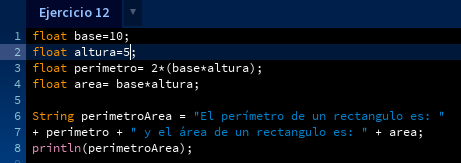 Ejercicio 12 ▼
1 float base=10;
2 float altura=5;
3 float perimetro= 2*(base*altura);
4 float area= base*altura;
5
6 String perimetroArea = "El perímetro de un rectangulo es: "
7 + perimetro + " y el área de un rectangulo es: " + area;
8 println(perimetroArea);